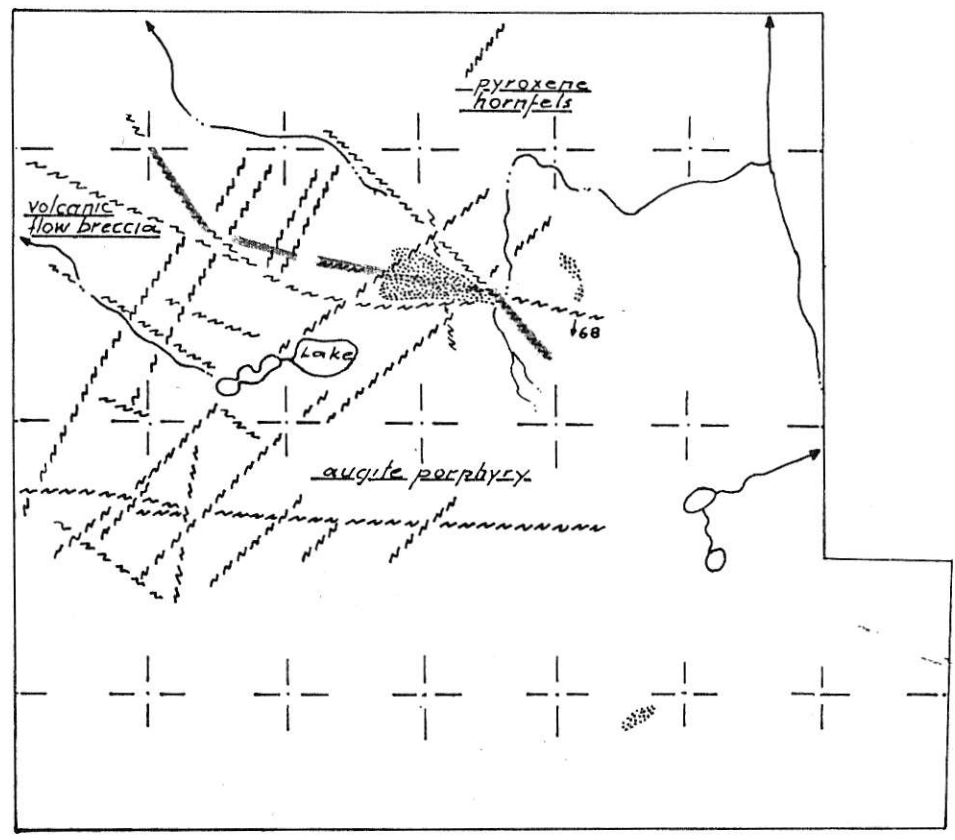 pyroxene
hornfels
volcanic
flow breccia
68
Lake
augite porphyry